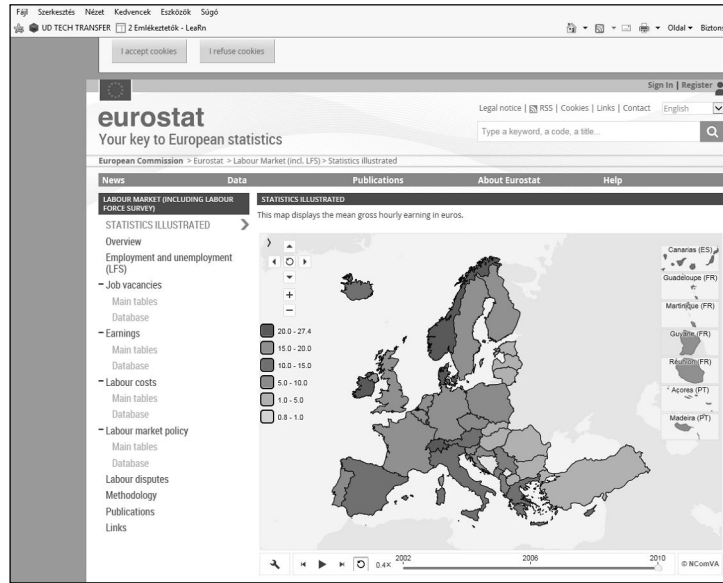 Fájl Szerkesztés Nézet Kedvencek Eszközök Súgó
UD TECH TRANSFER 2 Emlékeztetők - LeaRn
Oldal Biztons
I accept cookies I refuse cookies
Sign In | Register
eurostat
Legal notice | RSS | Cookies | Links | Contact English
Your key to European statistics
Type a keyword, a code, a title...
European Commission > Eurostat > Labour Market (incl. LFS) > Statistics illustrated
News Data Publications About Eurostat Help
LABOUR MARKET (INCLUDING LABOUR
FORCE SURVEY)
STATISTICS ILLUSTRATED
Overview
Employment and unemployment
(LFS)
- Job vacancies
Main tables
Database
- Earnings
Main tables
Database
- Labour costs
Main tables
Database
- Labour market policy
Main tables
Database
Labour disputes
Methodology
Publications
Links
STATISTICS ILLUSTRATED
This map displays the mean gross hourly earning in euros.
20.0 - 27.4
15.0 - 20.0
10.0 - 15.0
5.0 - 10.0
1.0 - 5.0
0.8 - 1.0
Canarias (ES)
Guadeloupe (FR)
Martinique (FR)
Guyane (FR)
Réunion (FR)
Açores (PT)
Madeira (PT)
0.4×
2002 2006 2010
© NComVA